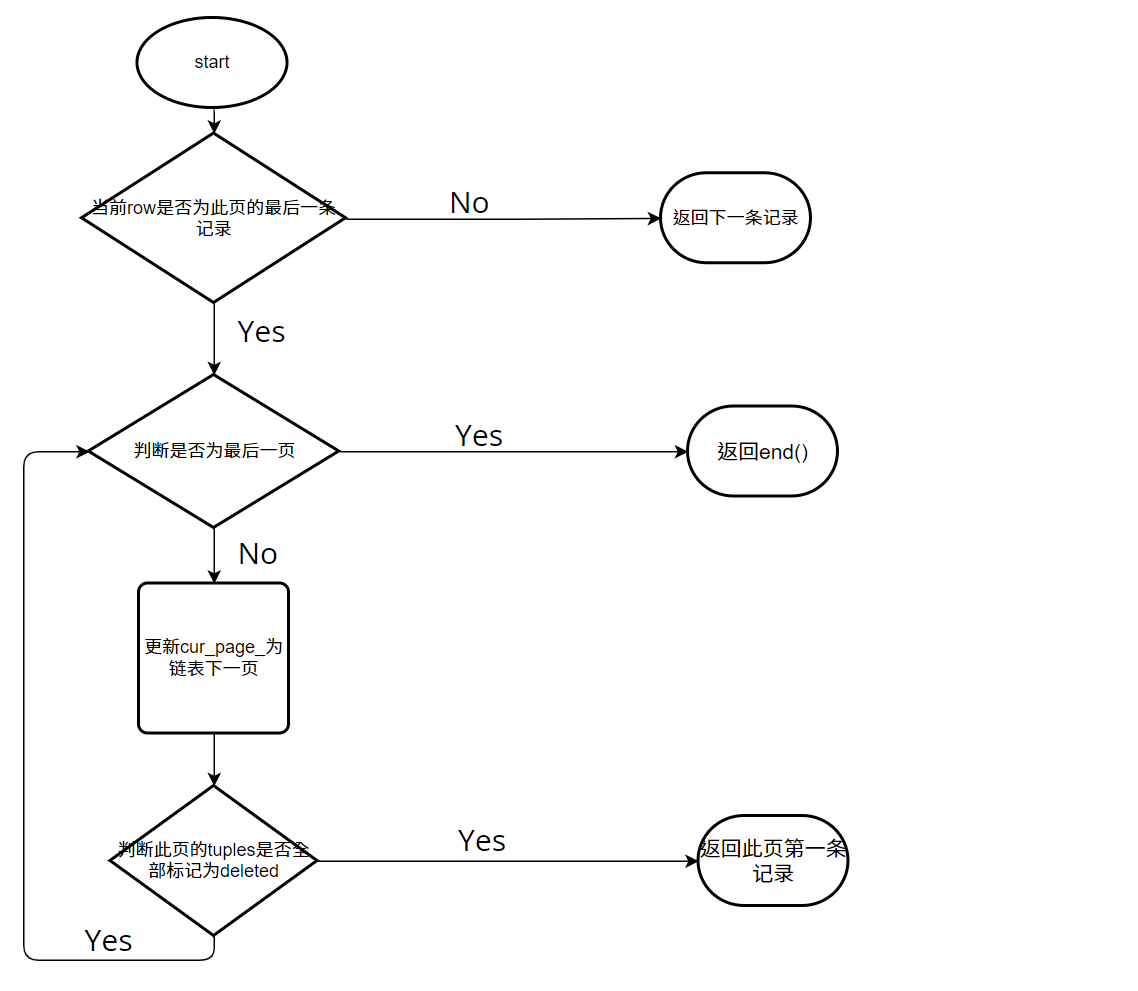 start
当前row是否为此页的最后一条
记录
No
返回下一条记录
Yes
判断是否为最后一页
Yes
返回end()
No
更新cur_page_为
链表下一页
判断此页的tuples是否全
部标记为deleted
Yes
返回此页第一条
记录
Yes